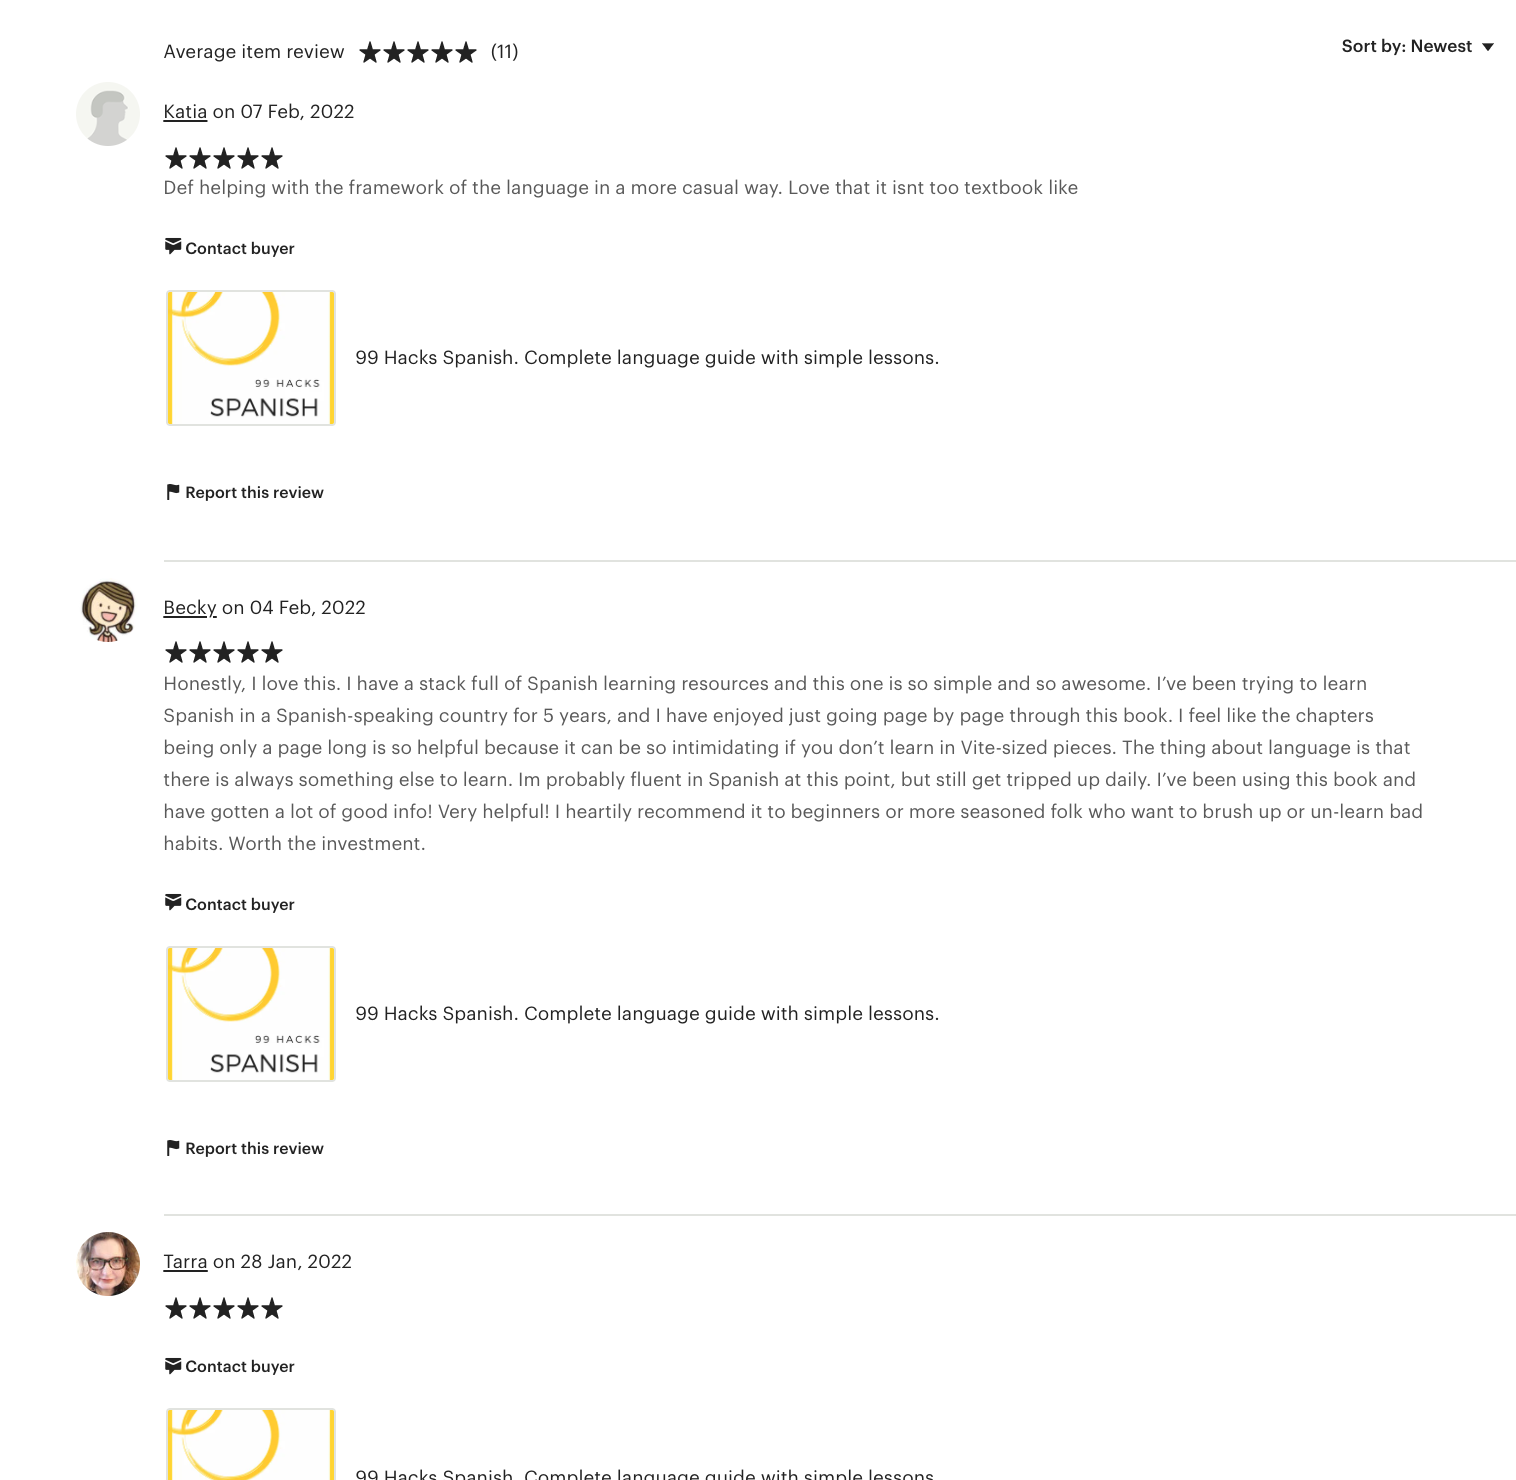 Average item review (11)
Sort by: Newest
Katia on 07 Feb, 2022
Def helping with the framework of the language in a more casual way. Love that it isnt too textbook like
Contact buyer
99 HACKS
SPANISH
99 Hacks Spanish. Complete language guide with simple lessons.
Report this review
Becky on 04 Feb, 2022
Honestly, I love this. I have a stack full of Spanish learning resources and this one is so simple and so awesome. I’ve been trying to learn
Spanish in a Spanish-speaking country for 5 years, and I have enjoyed just going page by page through this book. I feel like the chapters
being only a page long is so helpful because it can be so intimidating if you don’t learn in Vite-sized pieces. The thing about language is that
there is always something else to learn. Im probably fluent in Spanish at this point, but still get tripped up daily. I’ve been using this book and
have gotten a lot of good info! Very helpful! I heartily recommend it to beginners or more seasoned folk who want to brush up or un-learn bad
habits. Worth the investment.
Contact buyer
99 HACKS
SPANISH
99 Hacks Spanish. Complete language guide with simple lessons.
Report this review
Tarra on 28 Jan, 2022
Contact buyer
99 Hacks Spanish. Complete language guide with simple lessons.